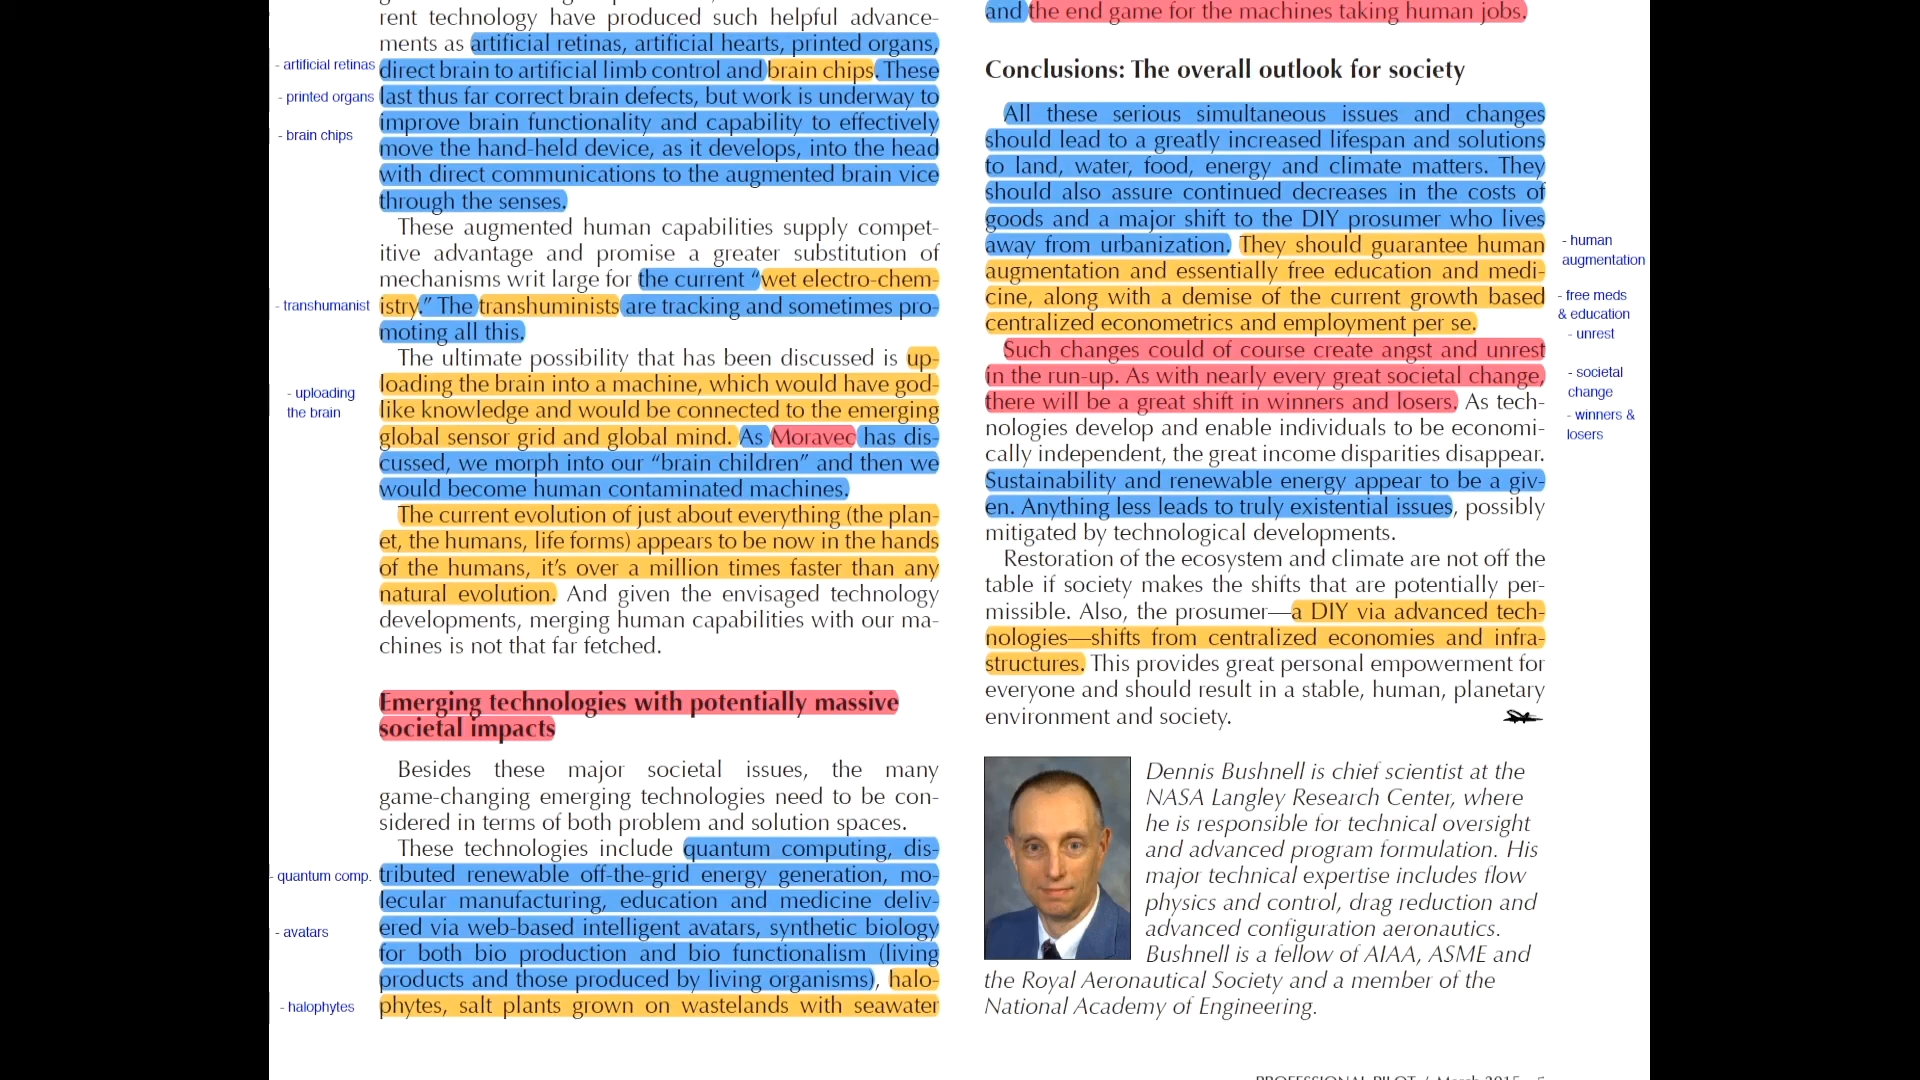 rent technology have produced such helpful advance-
ments as artificial retinas, artificial hearts, printed organs,
- artificial retinas
direct brain to artificial limb control and brain chips. These
- printed organs
last thus far correct brain defects, but work is underway to
improve brain functionality and capability to effectively
- brain chips
move the hand-held device, as it develops, into the head
with direct communications to the augmented brain vice
through the senses.
These augmented human capabilities supply compet-
itive advantage and promise a greater substitution of
mechanisms writ large for the current “wet electro-chem-
- transhumanist
istry.” The transhuminists are tracking and sometimes pro-
moting all this.
The ultimate possibility that has been discussed is up-
loading the brain into a machine, which would have god-
- uploading
the brain
like knowledge and would be connected to the emerging
global sensor grid and global mind. As Moravec has dis-
cussed, we morph into our “brain children” and then we
would become human contaminated machines.
The current evolution of just about everything (the plan-
et, the humans, life forms) appears to be now in the hands
of the humans, it’s over a million times faster than any
natural evolution. And given the envisaged technology
developments, merging human capabilities with our ma-
chines is not that far fetched.
Emerging technologies with potentially massive
societal impacts
Besides these major societal issues, the many
game-changing emerging technologies need to be con-
sidered in terms of both problem and solution spaces.
These technologies include quantum computing, dis-
- quantum comp.
tributed renewable off-the-grid energy generation, mo-
lecular manufacturing, education and medicine deliv-
- avatars
ered via web-based intelligent avatars, synthetic biology
for both bio production and bio functionalism (living
products and those produced by living organisms), halo-
- halophytes
phytes, salt plants grown on wastelands with seawater
and the end game for the machines taking human jobs.
Conclusions: The overall outlook for society
All these serious simultaneous issues and changes
should lead to a greatly increased lifespan and solutions
to land, water, food, energy and climate matters. They
should also assure continued decreases in the costs of
goods and a major shift to the DIY prosumer who lives
away from urbanization. They should guarantee human
- human
augmentation
augmentation and essentially free education and medi-
cine, along with a demise of the current growth based
- free meds
& education
centralized econometrics and employment per se.
- unrest
Such changes could of course create angst and unrest
in the run-up. As with nearly every great societal change,
- societal
change
there will be a great shift in winners and losers. As tech-
- winners &
losers
nologies develop and enable individuals to be economi-
cally independent, the great income disparities disappear.
Sustainability and renewable energy appear to be a giv-
en. Anything less leads to truly existential issues, possibly
mitigated by technological developments.
Restoration of the ecosystem and climate are not off the
table if society makes the shifts that are potentially per-
missible. Also, the prosumer—a DIY via advanced tech-
nologies—shifts from centralized economies and infra-
structures. This provides great personal empowerment for
everyone and should result in a stable, human, planetary
environment and society.
Dennis Bushnell is chief scientist at the
NASA Langley Research Center, where
he is responsible for technical oversight
and advanced program formulation. His
major technical expertise includes flow
physics and control, drag reduction and
advanced configuration aeronautics.
Bushnell is a fellow of AIAA, ASME and
the Royal Aeronautical Society and a member of the
National Academy of Engineering.
PROFESSIONAL PILOT / March 2015 5